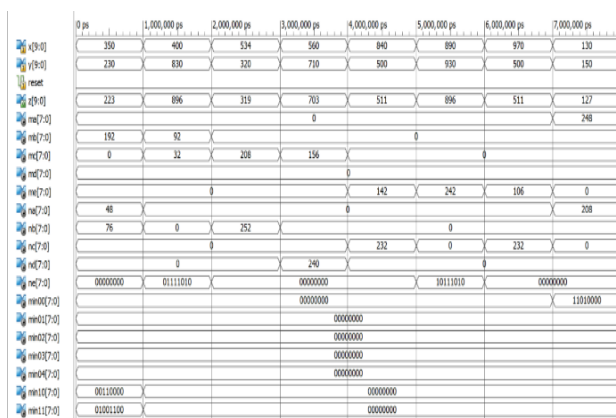 0 ps 1,000,000 ps 2,000,000 ps 3,000,000 ps 4,000,000 ps 5,000,000 ps 6,000,000 ps 7,000,000 ps
x[9:0] 350 400 534 560 840 890 970 130
y[9:0] 230 830 320 710 500 930 500 150
reset
z[9:0] 223 896 319 703 511 896 511 127
ma[7:0] 0 248
mb[7:0] 192 92 0
mc[7:0] 0 32 208 156 0
md[7:0] 0
me[7:0] 0 142 242 106 0
na[7:0] 48 0 208
nb[7:0] 76 0 252 0
nc[7:0] 0 232 0 232 0
nd[7:0] 0 240 0
ne[7:0] 00000000 01111010 00000000 10111010 00000000
min00[7:0] 00000000 11010000
min01[7:0] 00000000
min02[7:0] 00000000
min03[7:0] 00000000
min04[7:0] 00000000
min10[7:0] 00110000 00000000
min11[7:0] 01001100 00000000